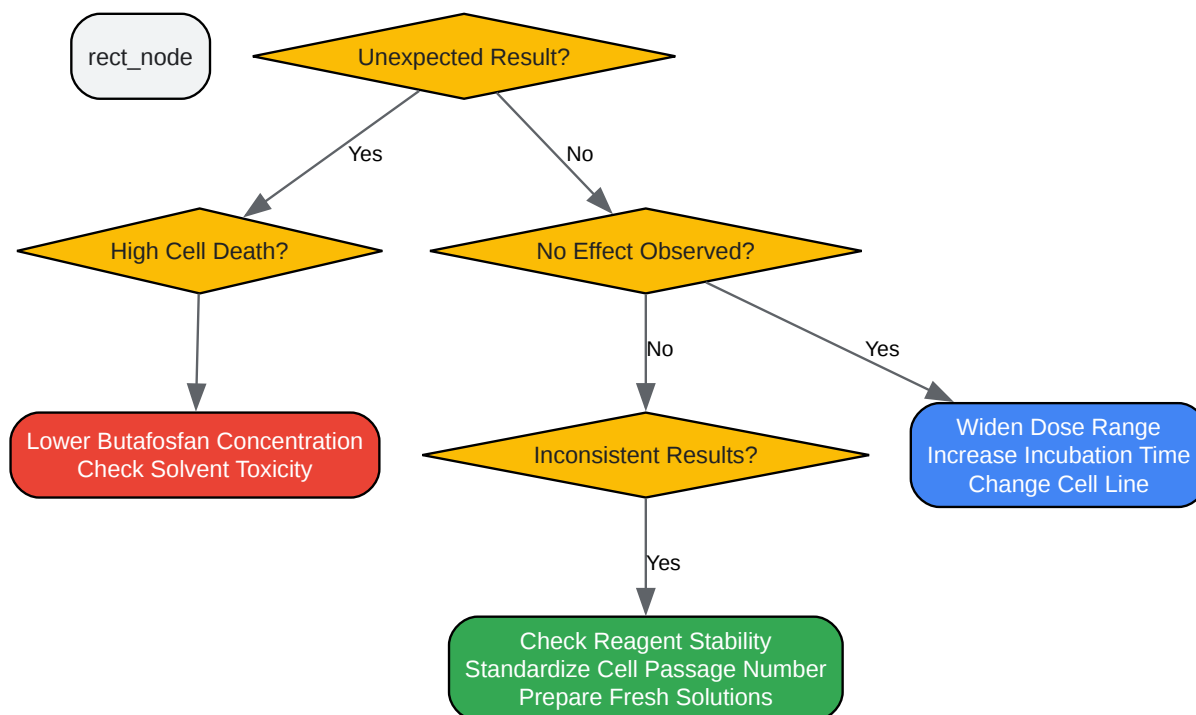 rect_node
Unexpected Result?
Yes
No
High Cell Death?
No Effect Observed?
No
Yes
Lower Butafosfan Concentration
Check Solvent Toxicity
Inconsistent Results?
Widen Dose Range
Increase Incubation Time
Change Cell Line
Yes
Check Reagent Stability
Standardize Cell Passage Number
Prepare Fresh Solutions